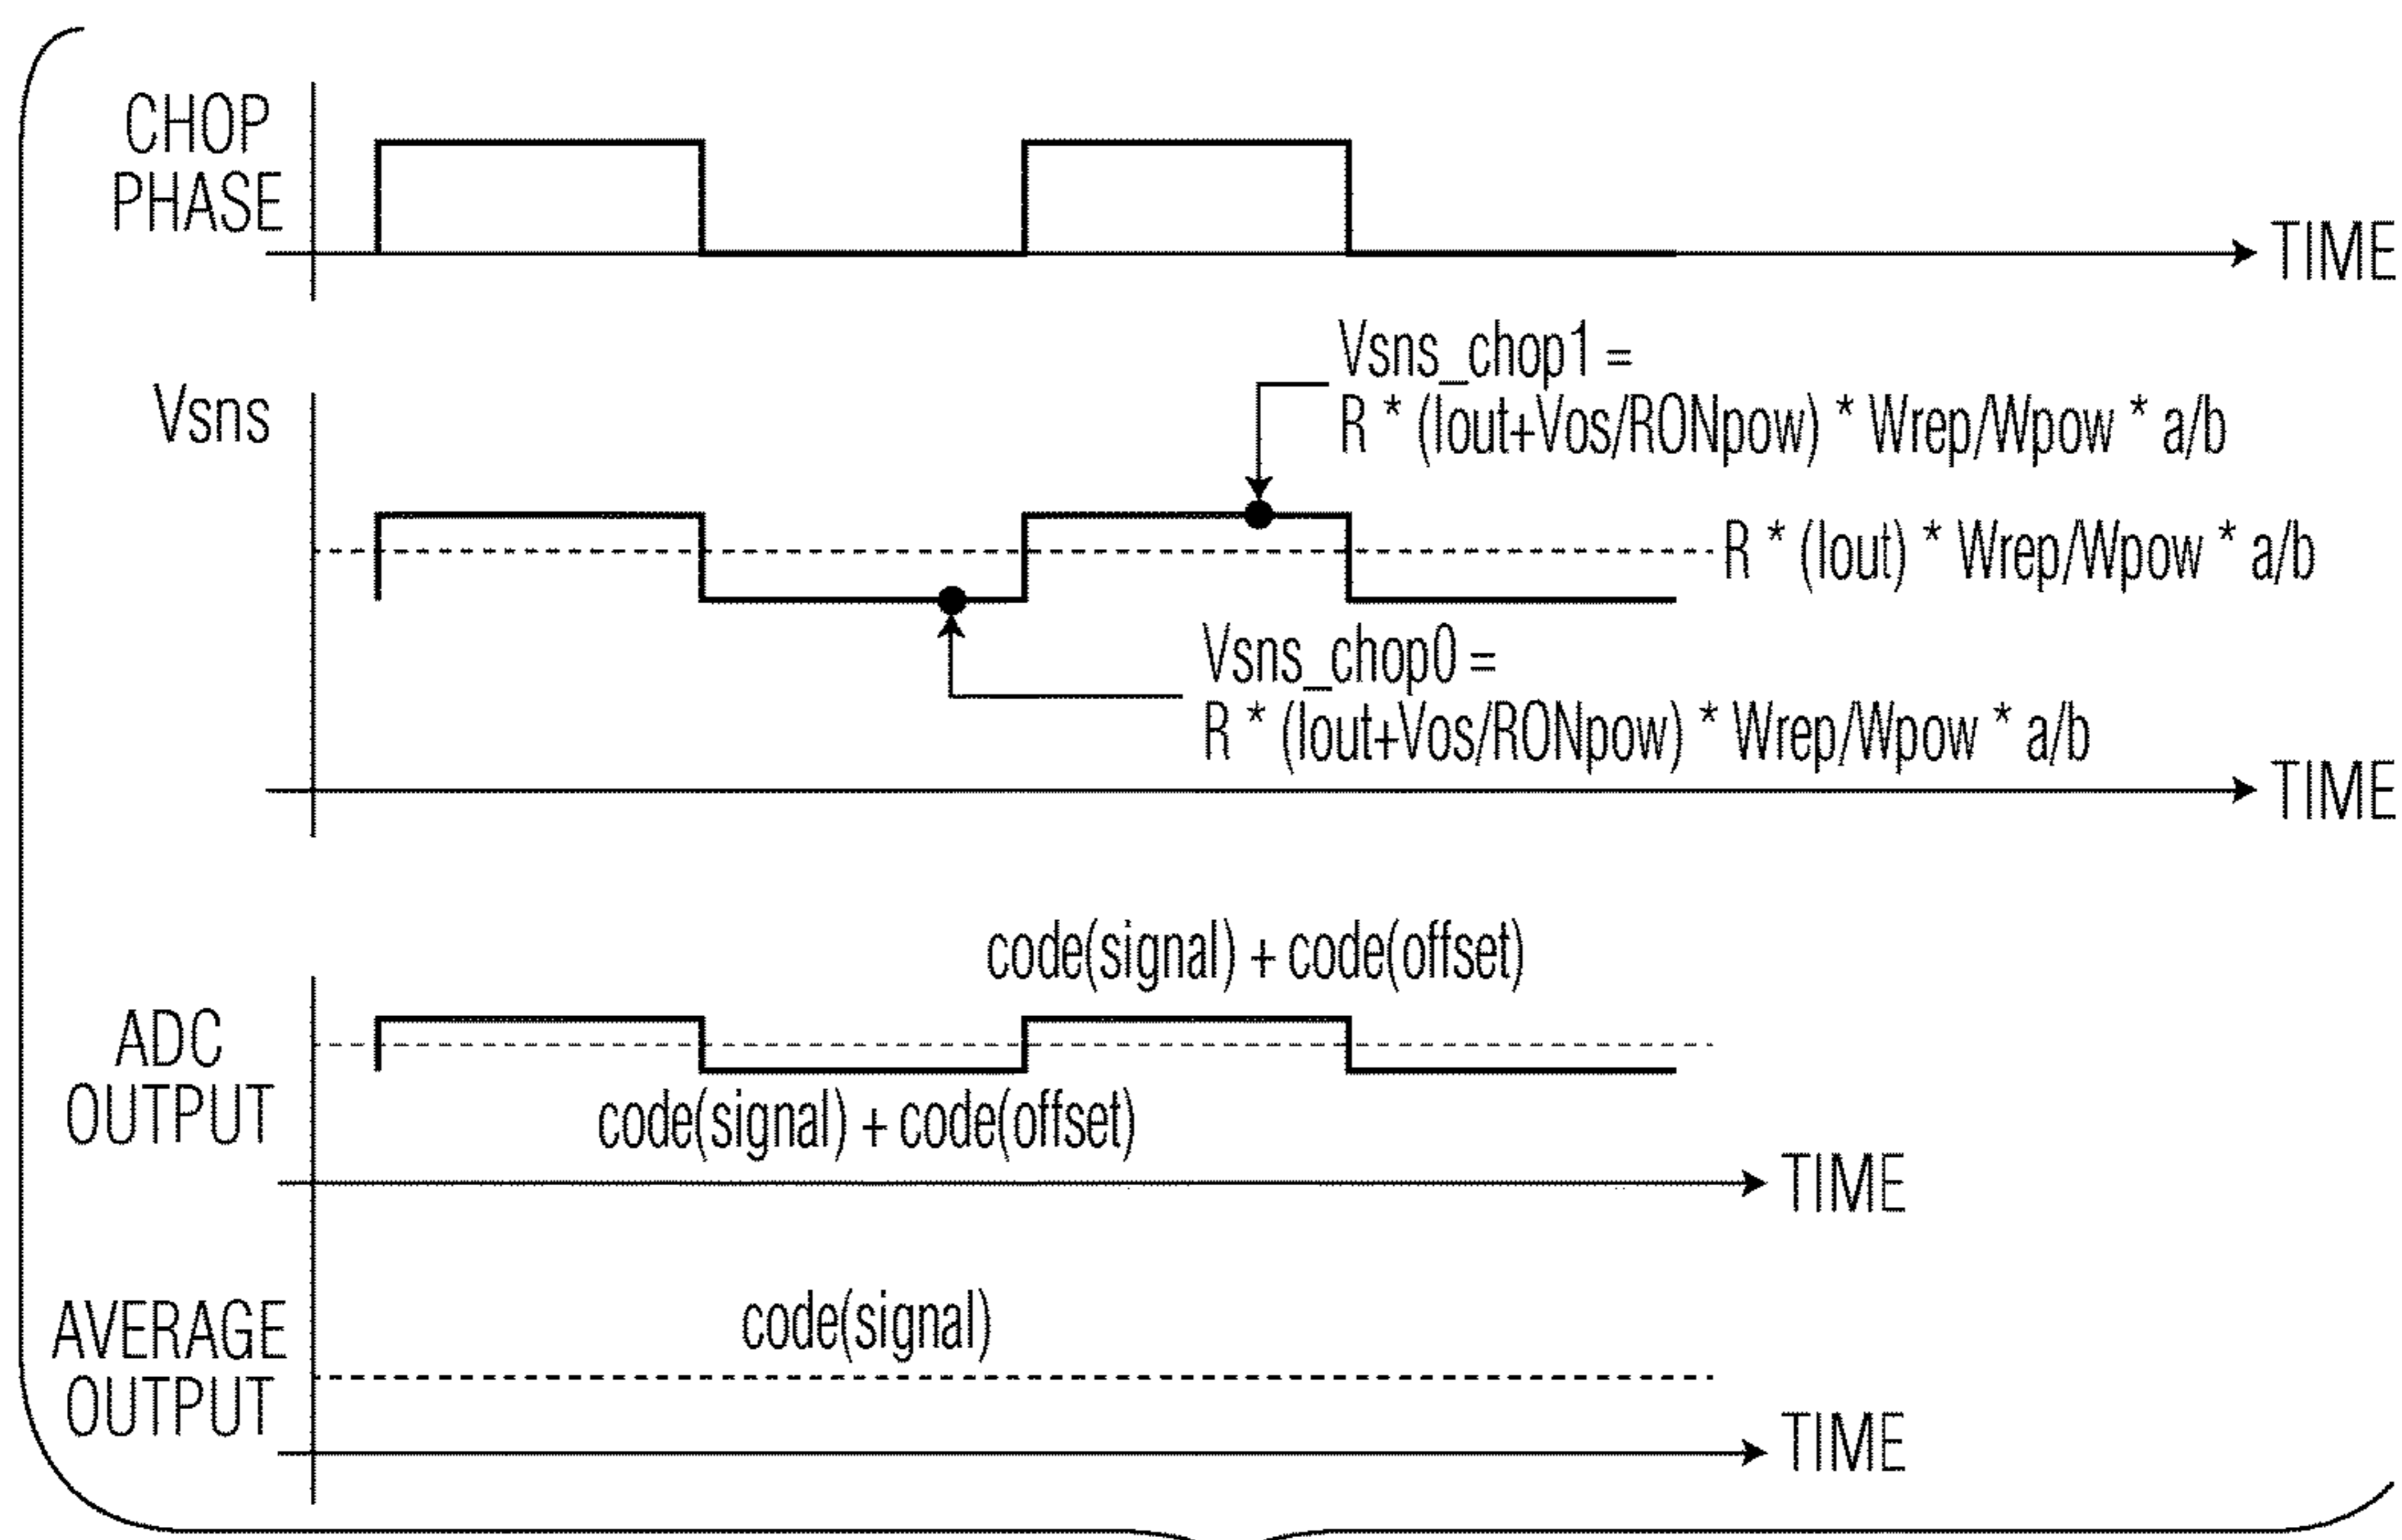 CHOP
PHASE
TIME
Vsns_chop1 =
R * (Iout+Vos/RONpow) * Wrep/Wpow * a/b
Vsns
R * (Iout) * Wrep/Wpow * a/b
Vsns_chop0 =
R * (Iout+Vos/RONpow) * Wrep/Wpow * a/b
TIME
code(signal) + code(offset)
ADC
OUTPUT
code(signal) + code(offset)
TIME
code(signal)
AVERAGE
OUTPUT
TIME